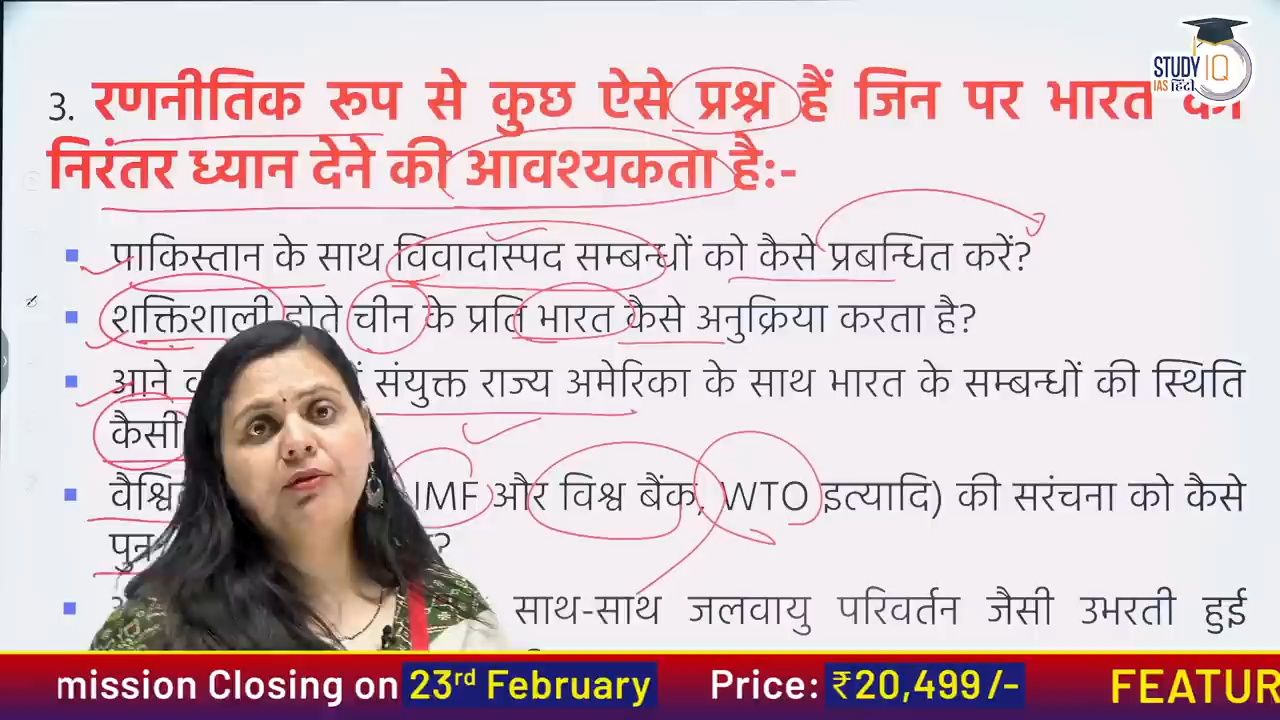 STUDY IQ
IAS हिंदी
3. रणनीतिक रूप से कुछ ऐसे प्रश्न हैं जिन पर भारत को
निरंतर ध्यान देने की आवश्यकता है:-
पाकिस्तान के साथ विवादास्पद सम्बन्धों को कैसे प्रबन्धित करें?
शक्तिशाली होते चीन के प्रति भारत कैसे अनुक्रिया करता है?
आने संयुक्त राज्य अमेरिका के साथ भारत के सम्बन्धों की स्थिति
कैसी
IMF और विश्व बैंक, WTO इत्यादि) की सरंचना को कैसे
?
साथ-साथ जलवायु परिवर्तन जैसी उभरती हुई
mission Closing on 23rd February Price: ₹20,499/- FEATUR